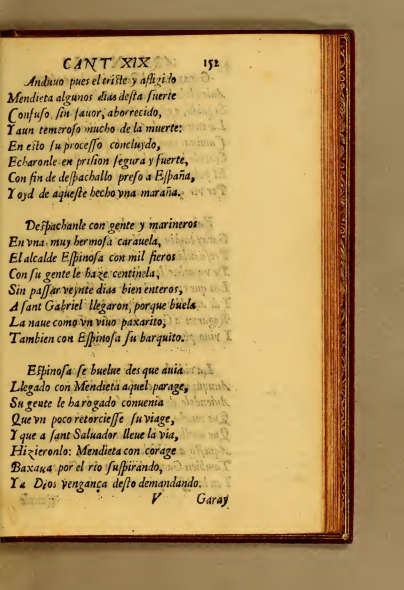 CANT. XIX. 152
Anduuo pues el triste y afligido
Mendieta algunos dias desta suerte
Confuso, sin fauor, aborrecido,
Y aun temeroso mucho de la muerte:
En esto su processo concluydo,
Echaronle en prision segura y fuerte,
Con fin de despachallo preso a España,
Y oyd de aqueste hecho vna maraña.
Despachanle con gente y marineros
En vna muy hermosa carauela,
El alcalde Espinosa con mil fieros
Con su gente le haze centinela,
Sin passar veynte dias bien enteros,
A sant Gabriel llegaron, porque buela
La naue como vn viuo paxarito,
Tambien con Espinosa su barquito.
Espinosa se buelue des que auia
Llegado con Mendieta aquel parage,
Su gente le ha rogado conuenia
Que vn poco retorciesse su viage,
Y que a sant Saluador lleue la via,
Hizieronlo: Mendieta con corage
Baxaua por el rio suspirando,
Y a Dios vengança desto demandando.
V Garay